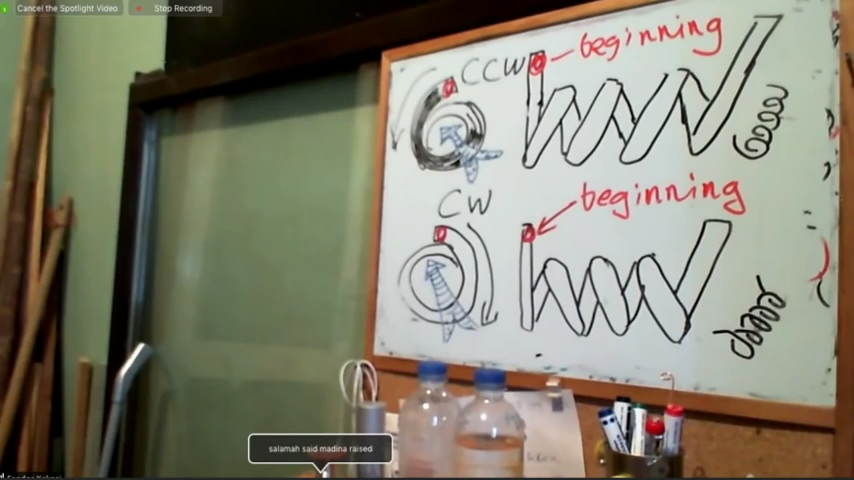 Cancel the Spotlight Video
Stop Recording
CCW
beginning
CW
beginning
salamah said madina raised